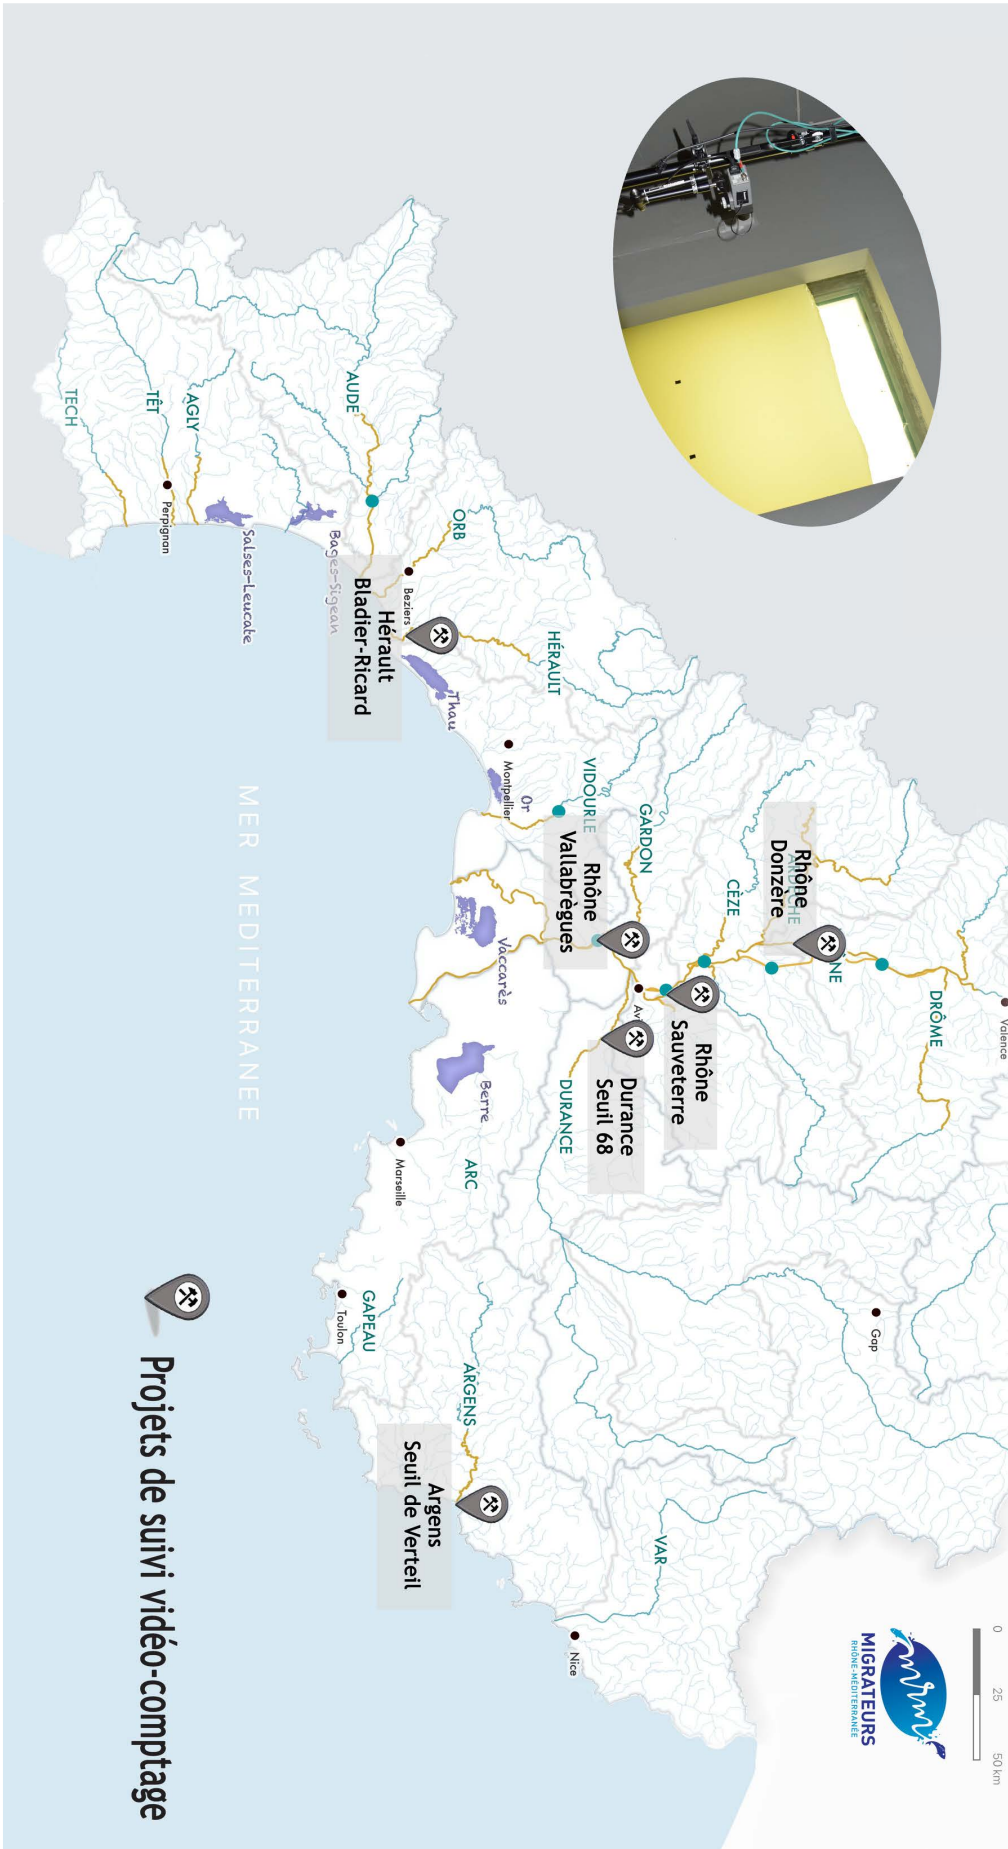 0 25 50 km
mrm
MIGRATEURS
RHÔNE-MÉDITERRANÉE
Valence
DRÔME
Gap
Rhône
Donzère
CÈZE
GARDON
Rhône
Sauveterre
VAR
Durance
Seuil 68
VIDOURLE
Rhône
Vallabrègues
DURANCE
HÉRAULT
Nice
Montpellier
Or
Vaccarès
Berre
ARC
ARGENS
ORB
Thau
Beziers
Argens
Seuil de Verteil
Marseille
GAPEAU
Toulon
Hérault
Bladier-Ricard
AUDE
Bages-Sigean
Salses-Leucate
MER MEDITERRANEE
AGLY
TÊT
Perpignan
TECH
Projets de suivi vidéo-comptage